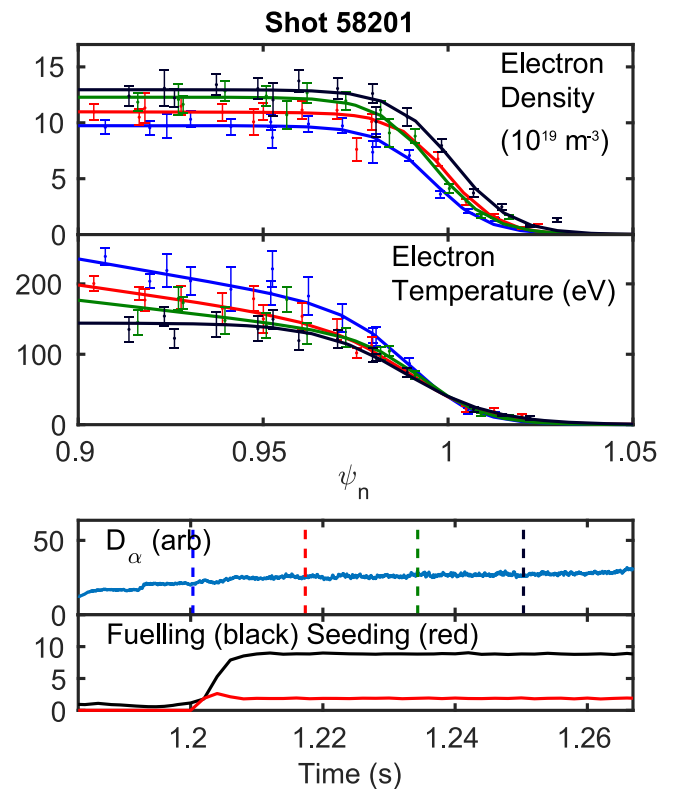 Shot 58201
15
10
5
0
Electron
Density
(10¹⁹ m⁻³)
200
100
0
Electron
Temperature (eV)
0.9 0.95 1 1.05
ψₙ
50
0
Dα (arb)
10
5
0
Fuelling (black) Seeding (red)
1.2 1.22 1.24 1.26
Time (s)